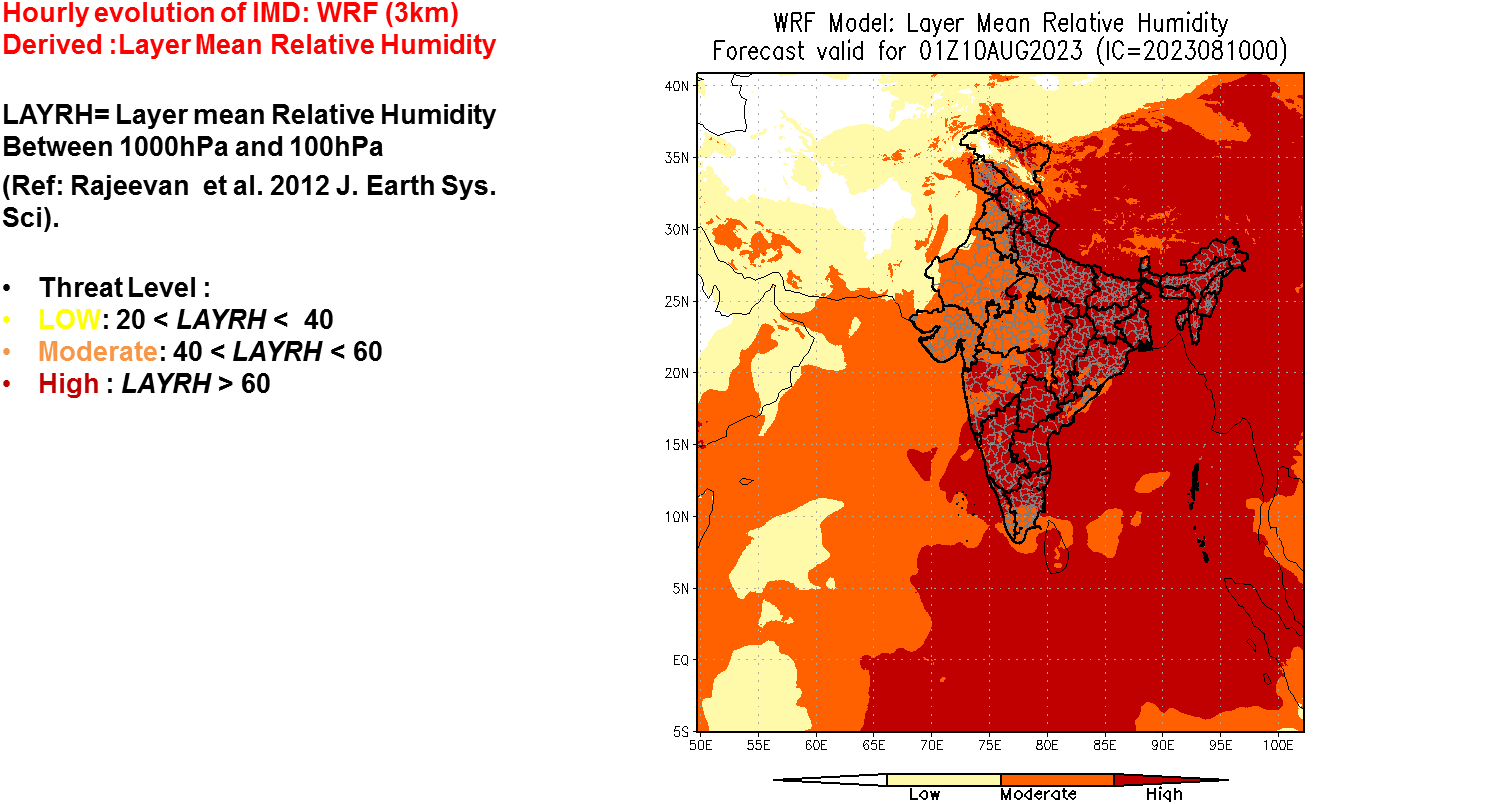 Hourly evolution of IMD: WRF (3km)
Derived :Layer Mean Relative Humidity
LAYRH= Layer mean Relative Humidity
Between 1000hPa and 100hPa
(Ref: Rajeevan et al. 2012 J. Earth Sys.
Sci).
• Threat Level :
• LOW: 20 < LAYRH < 40
• Moderate: 40 < LAYRH < 60
• High : LAYRH > 60
WRF Model: Layer Mean Relative Humidity
Forecast valid for 01Z10AUG2023 (IC=2023081000)
40N
35N
30N
25N
20N
15N
10N
5N
EQ
5S
50E 55E 60E 65E 70E 75E 80E 85E 90E 95E 100E
Low Moderate High